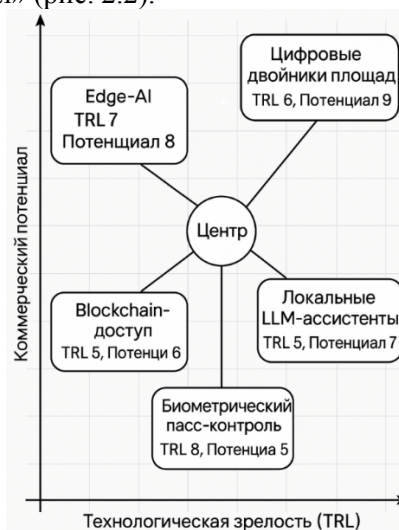 (рис. 2.2).
Цифровые
двойники площад
TRL 6, Потенциал 9
Edge-AI
TRL 7
Потенщиал 8
Центр
Blockchain-
доступ
TRL 5, Потенци 6
Локальные
LLM-ассистенты
TRL 5, Потенциал 7
Биометрический
пасс-контроль
TRL 8, Потенциа 5
Коммерческий потенциал
Технологическая зрелость (TRL)